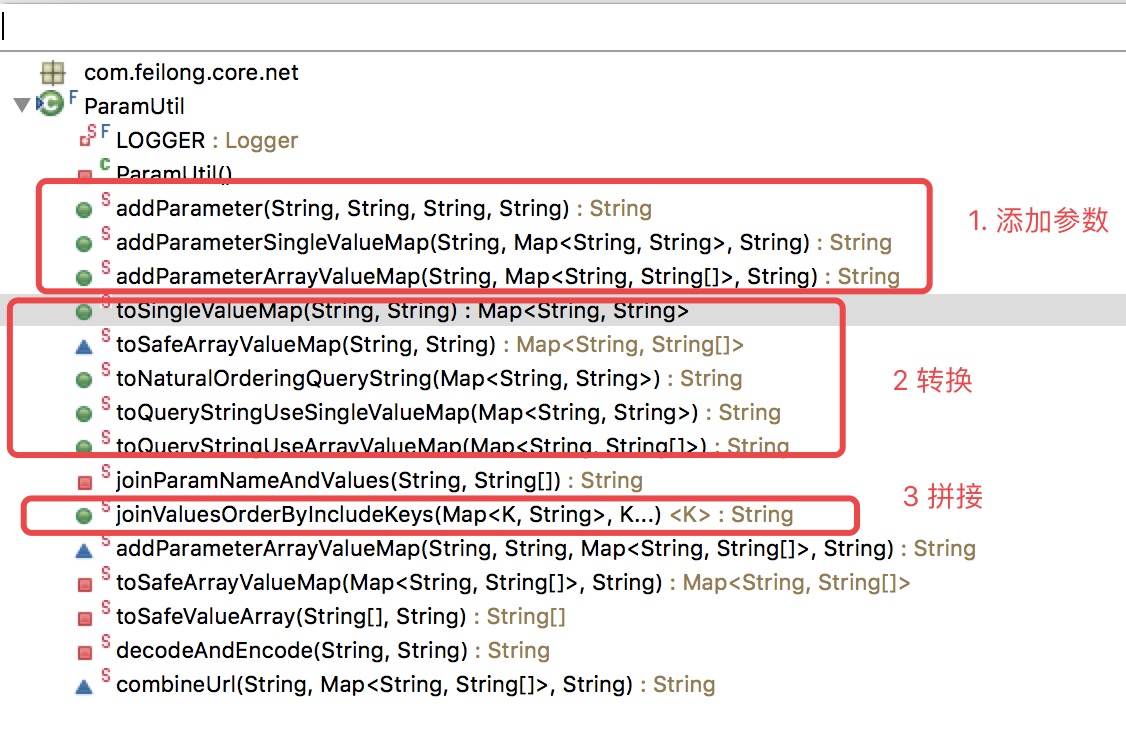 com.feilong.core.net
ParamUtil
LOGGER : Logger
ParamUtil()
addParameter(String, String, String, String) : String
addParameterSingleValueMap(String, Map<String, String>, String) : String
addParameterArrayValueMap(String, Map<String, String[]>, String) : String
1. 添加参数
toSingleValueMap(String, String) : Map<String, String>
toSafeArrayValueMap(String, String) : Map<String, String[]>
toNaturalOrderingQueryString(Map<String, String>) : String
toQueryStringUseSingleValueMap(Map<String, String>) : String
toQueryStringUseArrayValueMap(Map<String, String[]>) : String
2 转换
joinParamNameAndValues(String, String[]) : String
joinValuesOrderByIncludeKeys(Map<K, String>, K...) <K> : String
3 拼接
addParameterArrayValueMap(String, String, Map<String, String[]>, String) : String
toSafeArrayValueMap(Map<String, String[]>, String) : Map<String, String[]>
toSafeValueArray(String[], String) : String[]
decodeAndEncode(String, String) : String
combineUrl(String, Map<String, String[]>, String) : String